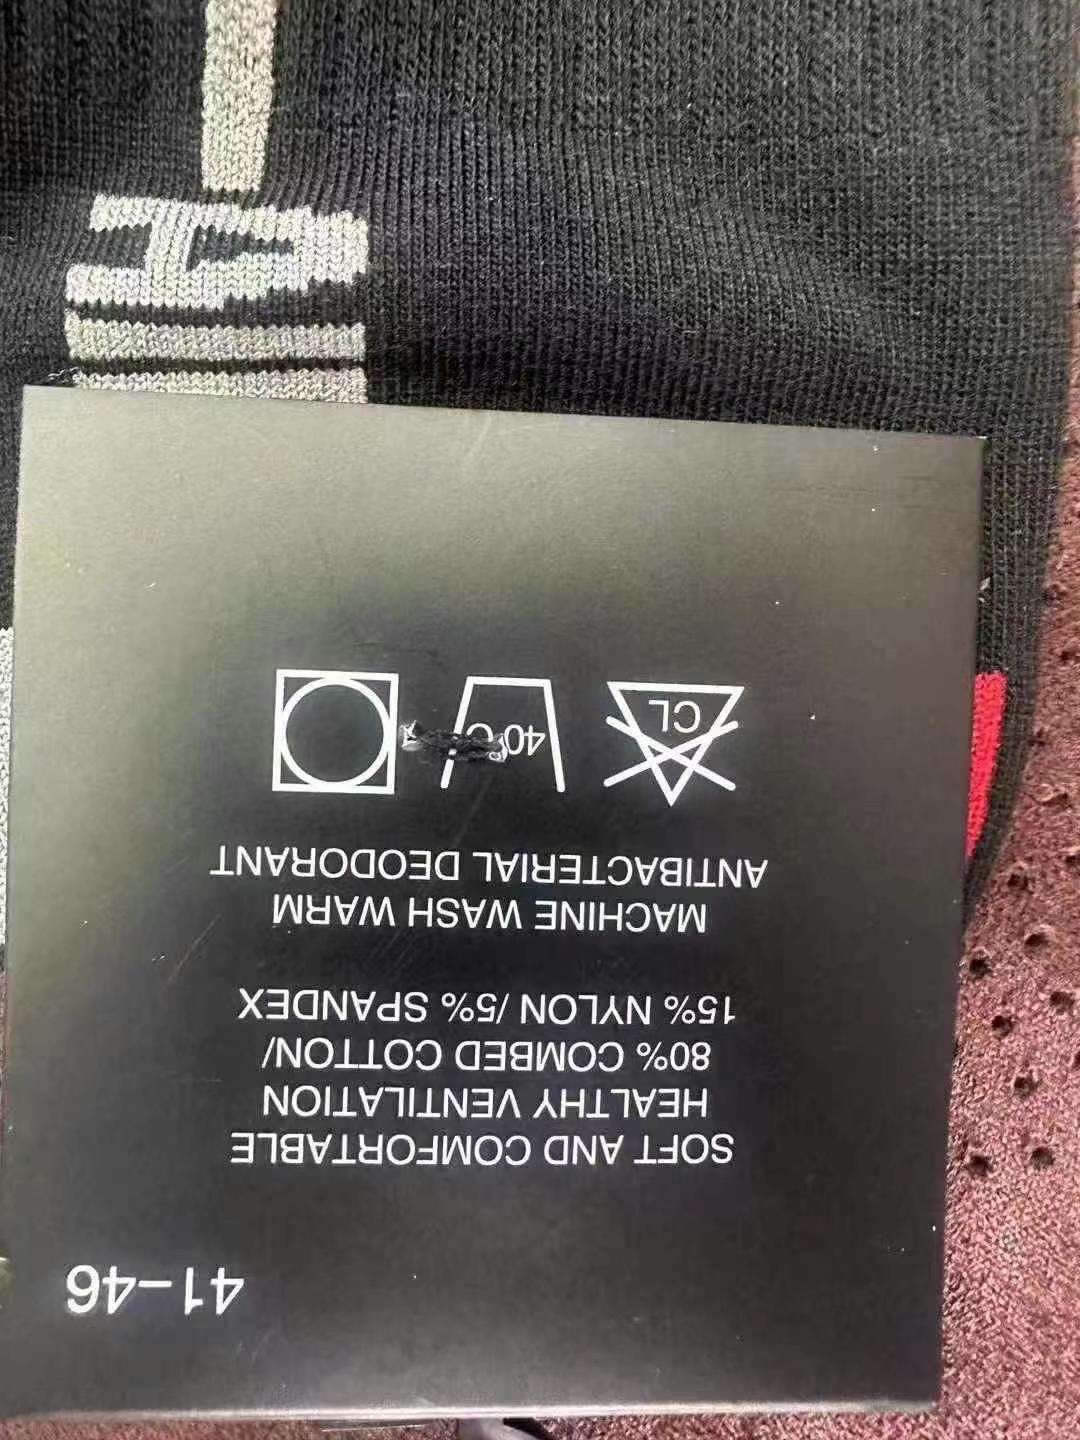 41-46
SOFT AND COMFORTABLE
HEALTHY VENTILATION
80% COMBED COTTON/
15% NYLON/5% SPANDEX
MACHINE WASH WARM
ANTIBACTERIAL DEODORANT
CL 40°C